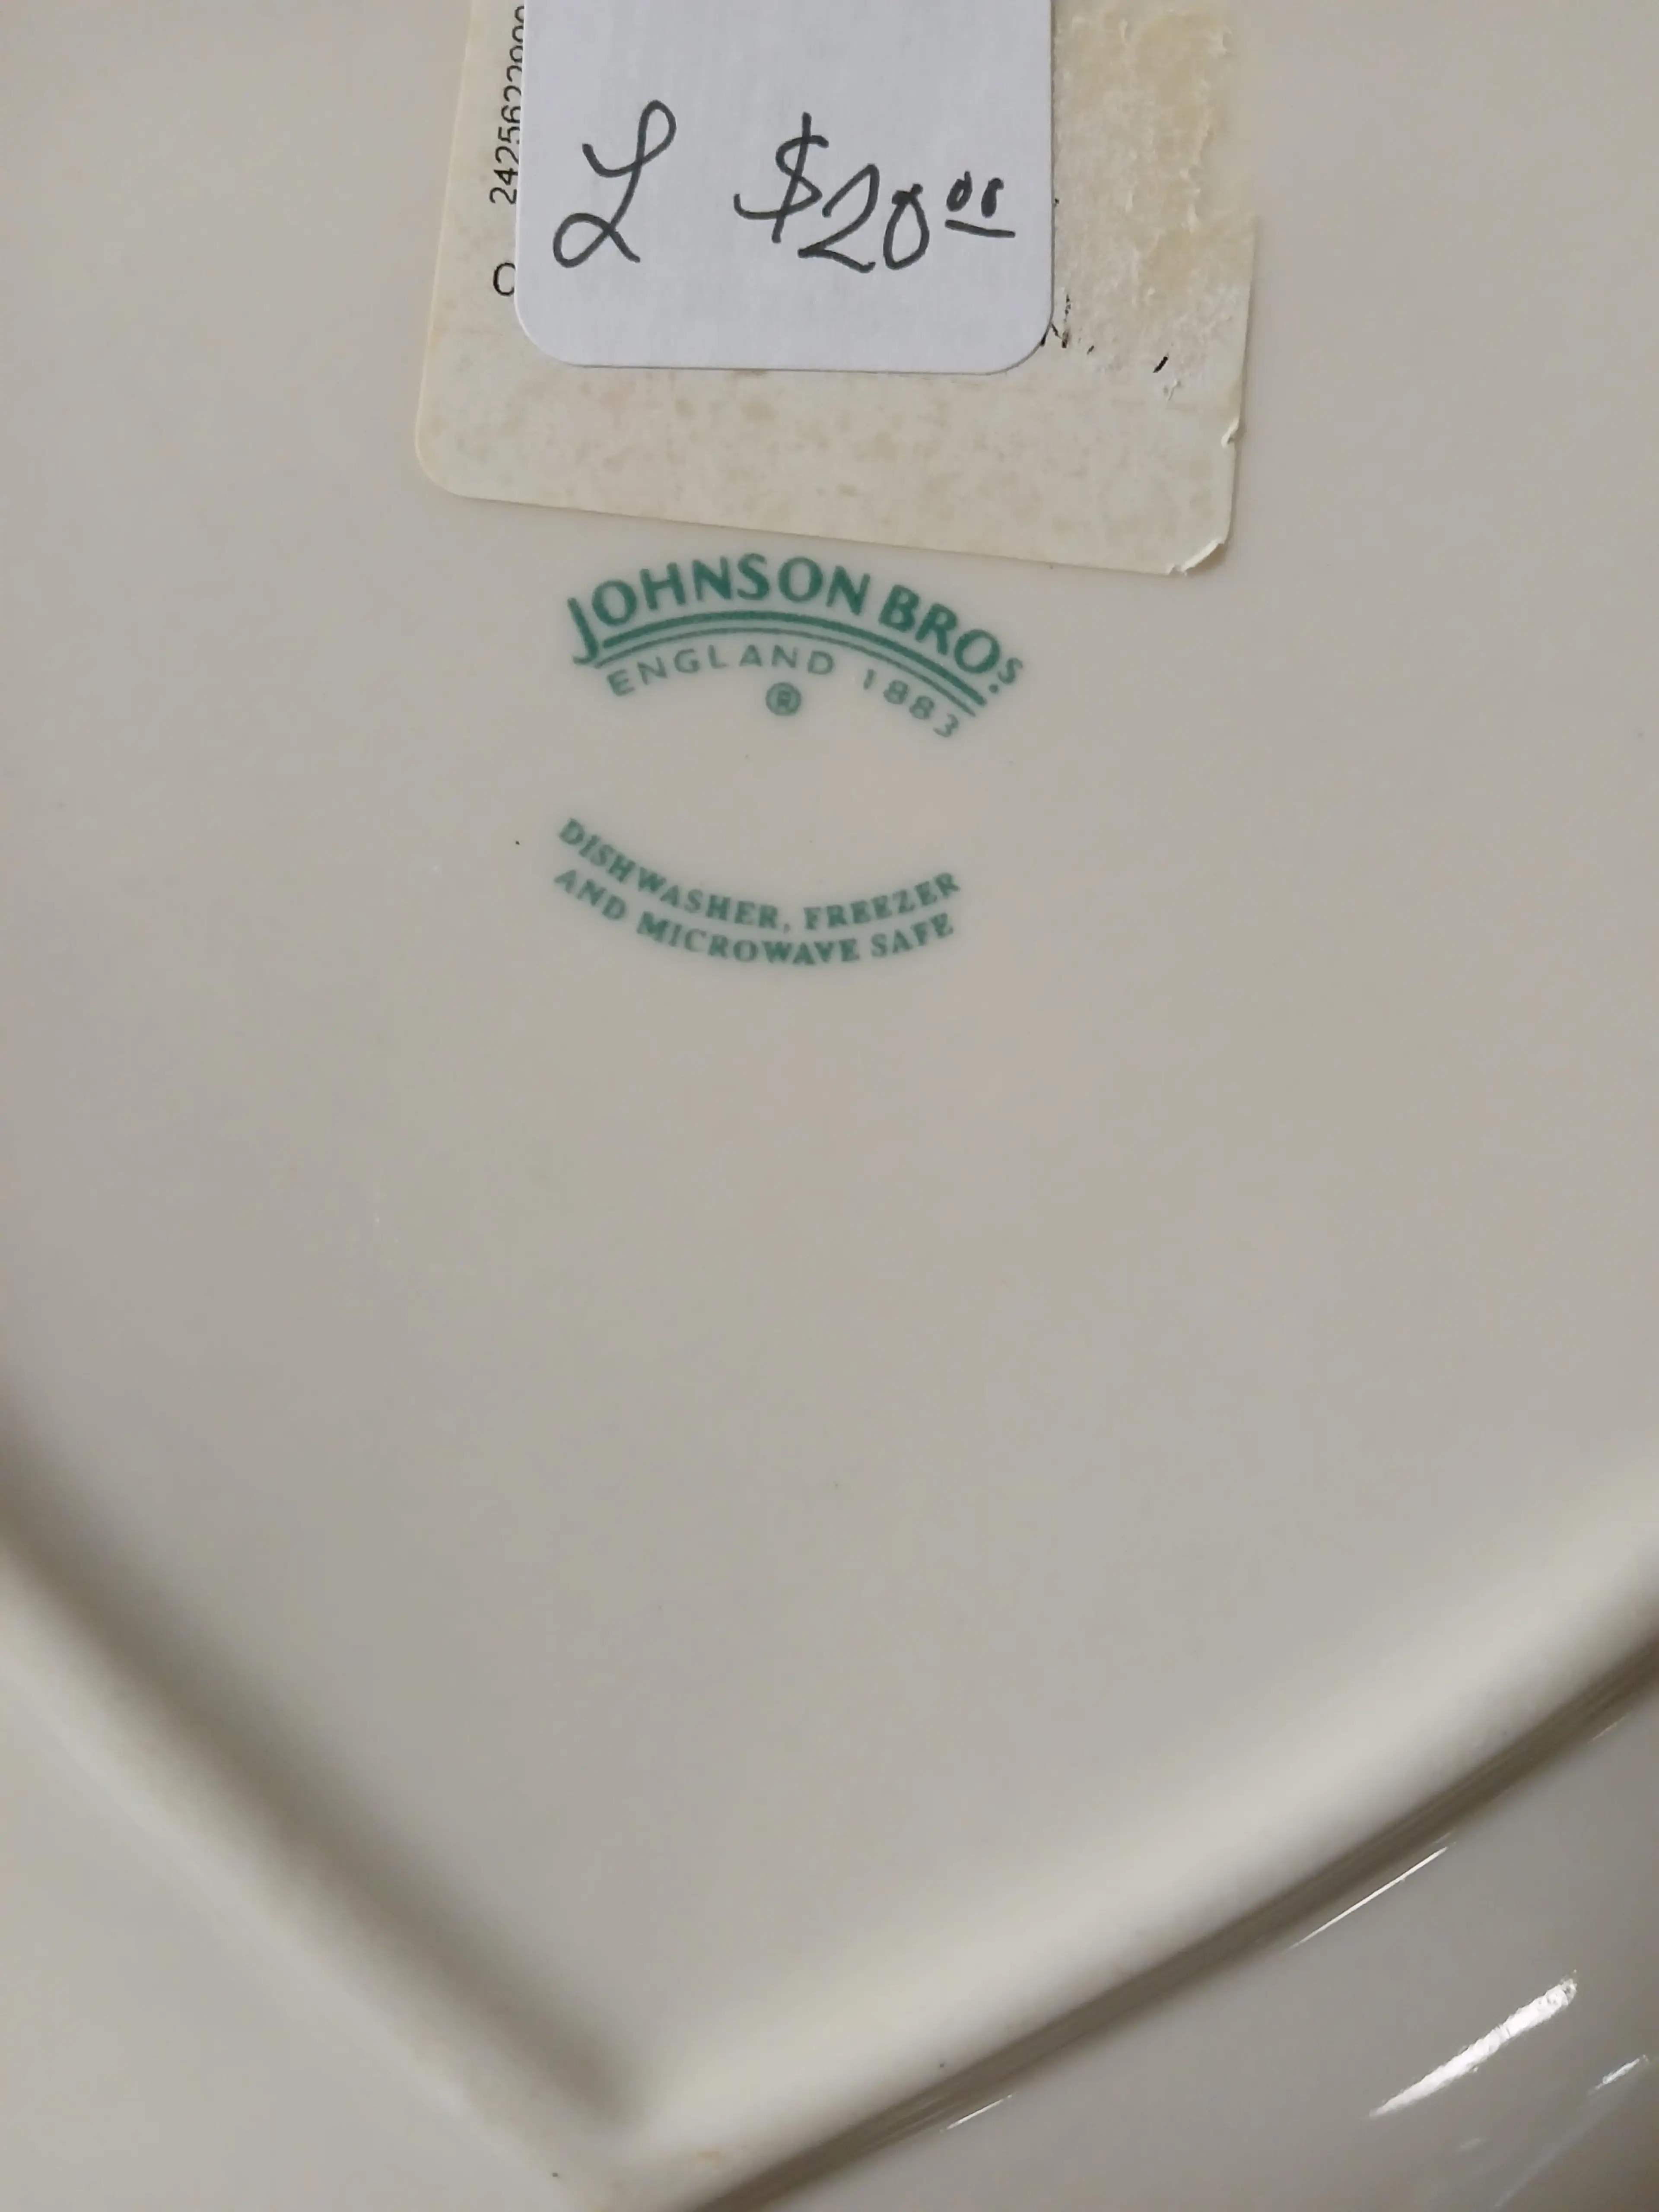 L $20.00
JOHNSON BROS.
ENGLAND 1883
®
DISHWASHER, FREEZER
AND MICROWAVE SAFE